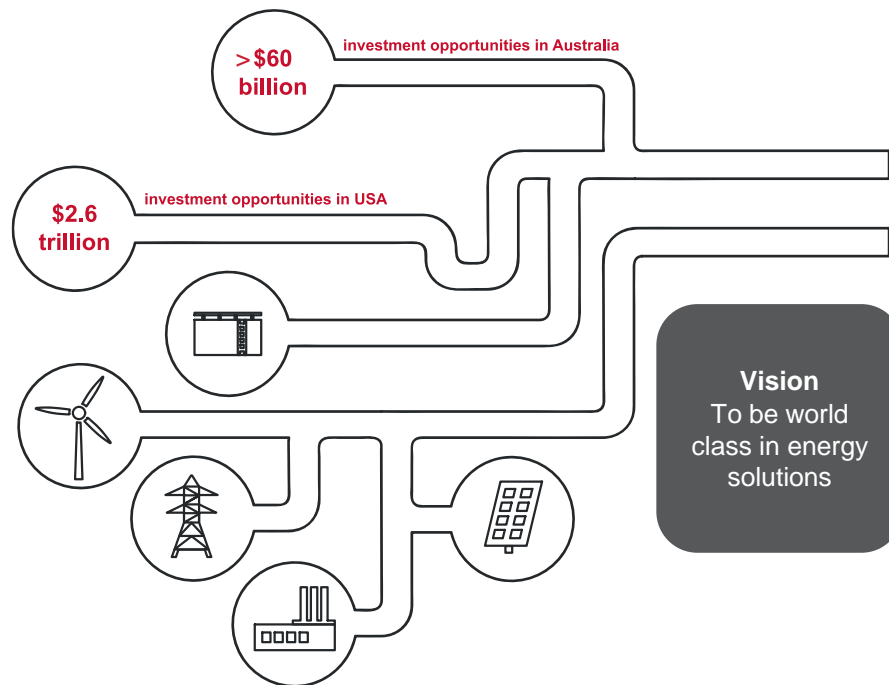 investment opportunities in Australia
>$60
billion
investment opportunities in USA
$2.6
trillion
Vision
To be world
class in energy
solutions